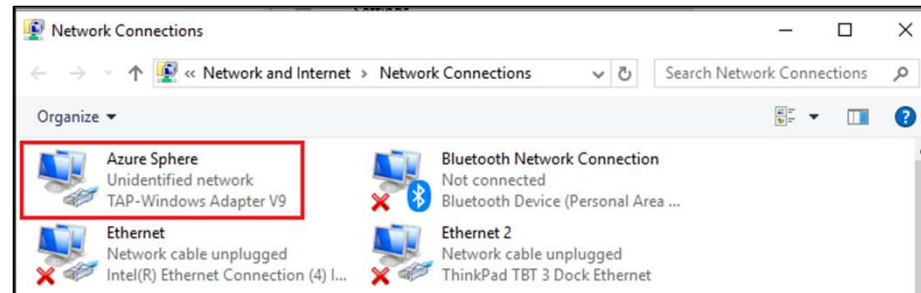 Network Connections
« Network and Internet > Network Connections
Search Network Connections
Organize
Azure Sphere
Unidentified network
TAP-Windows Adapter V9
Bluetooth Network Connection
Not connected
Bluetooth Device (Personal Area ...
Ethernet
Network cable unplugged
Intel(R) Ethernet Connection (4) I...
Ethernet 2
Network cable unplugged
ThinkPad TBT 3 Dock Ethernet